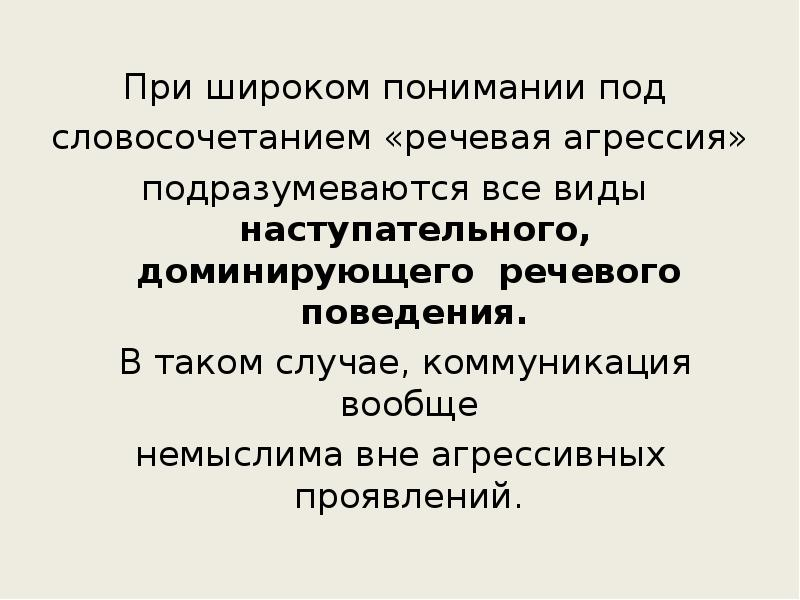 При широком понимании под
словосочетанием «речевая агрессия»
подразумеваются все виды
наступательного,
доминирующего речевого
поведения.
В таком случае, коммуникация
вообще
немыслима вне агрессивных
проявлений.